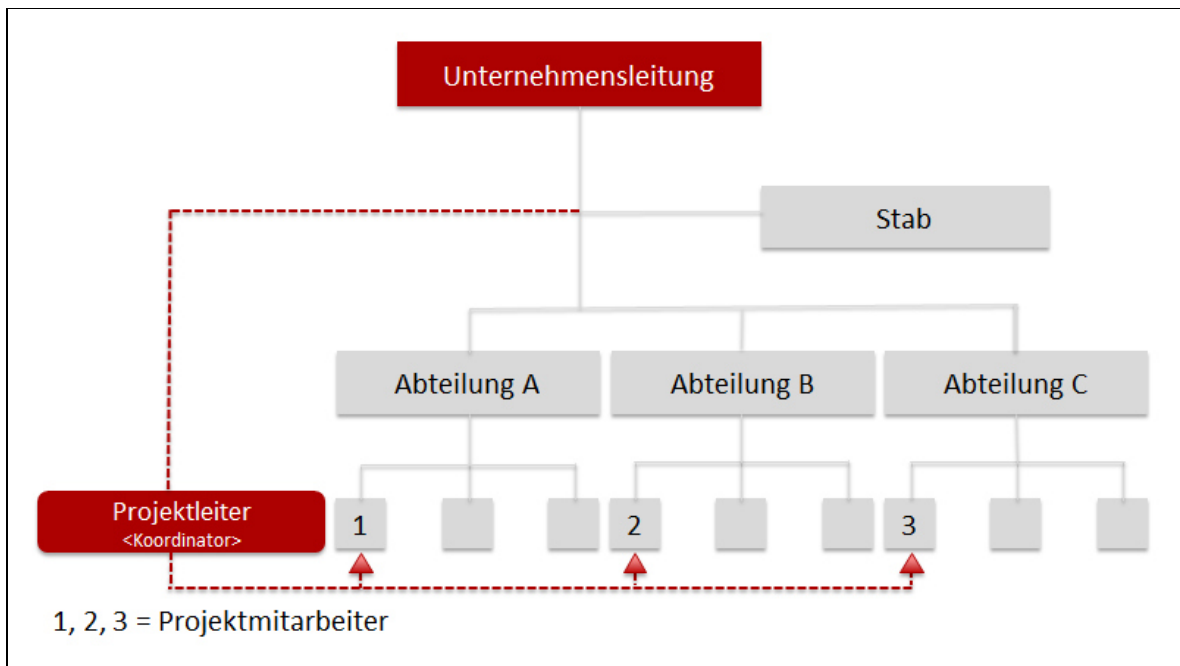 Unternehmensleitung
Stab
Abteilung A
Abteilung B
Abteilung C
Projektleiter
<Koordinator>
1
2
3
1, 2, 3 = Projektmitarbeiter